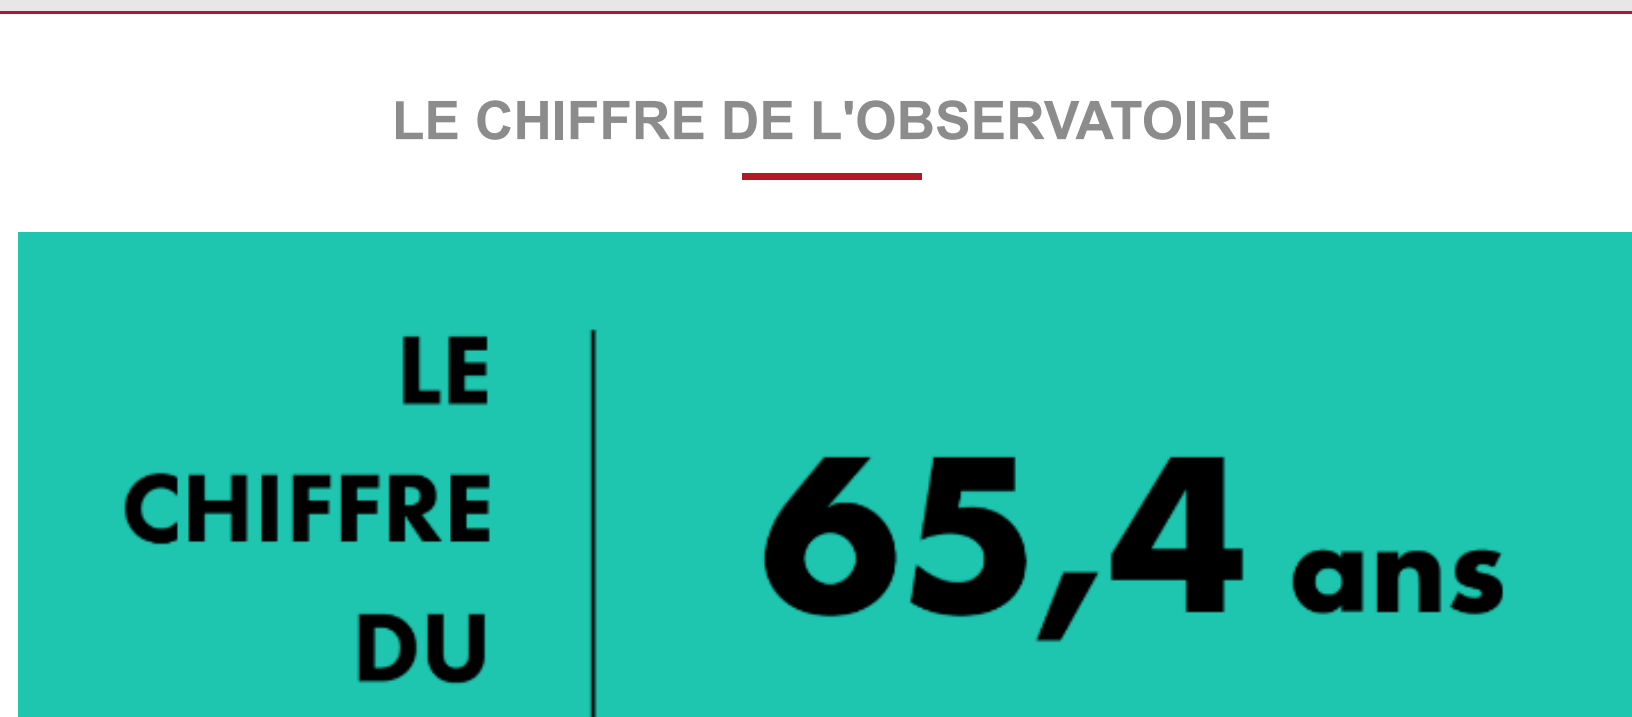 LE CHIFFRE DE L'OBSERVATOIRE
LE
CHIFFRE
DU
65,4 ans